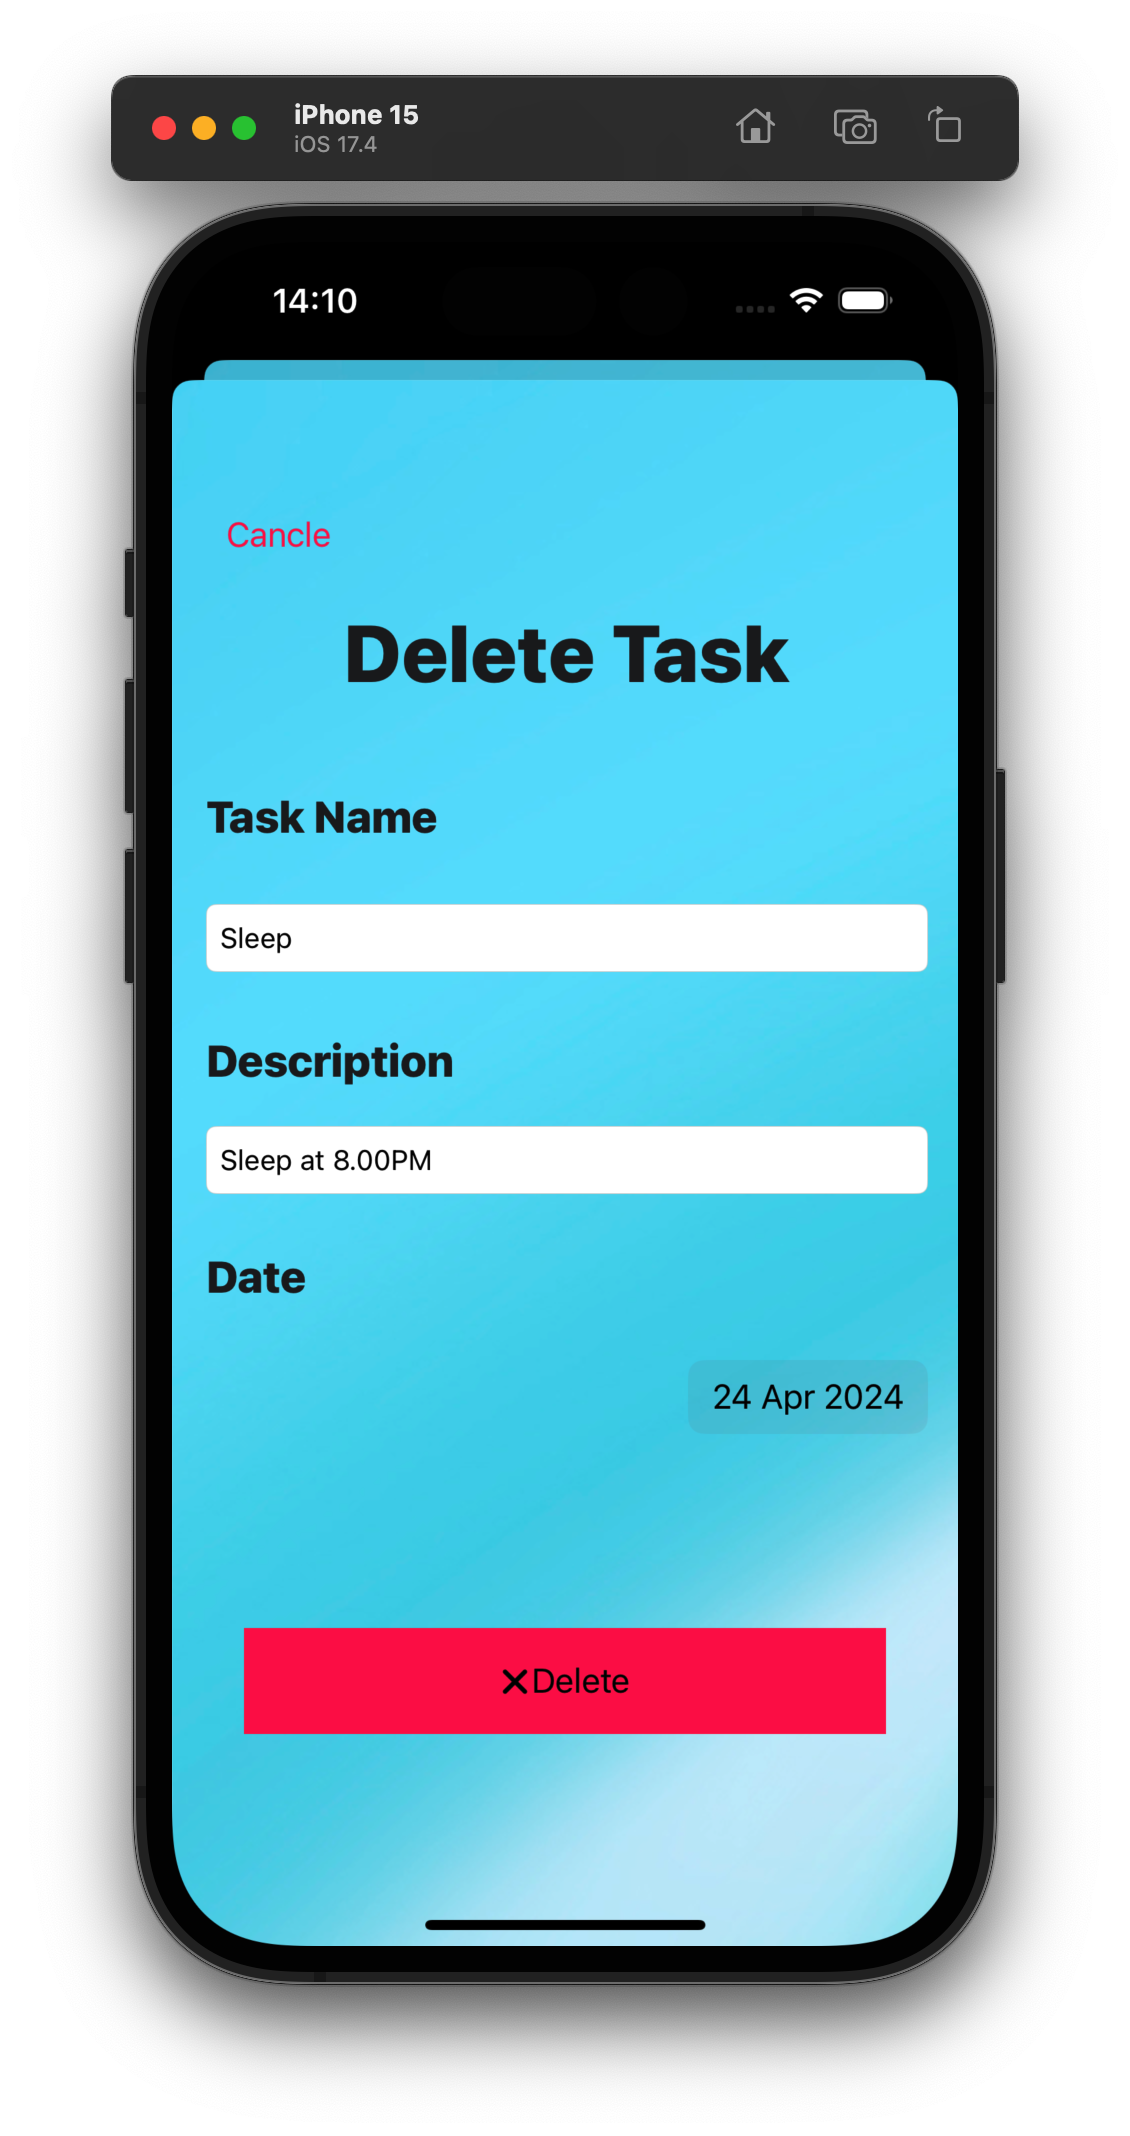 iPhone 15
iOS 17.4
14:10
Cancle
Delete Task
Task Name
Sleep
Description
Sleep at 8.00PM
Date
24 Apr 2024
Delete